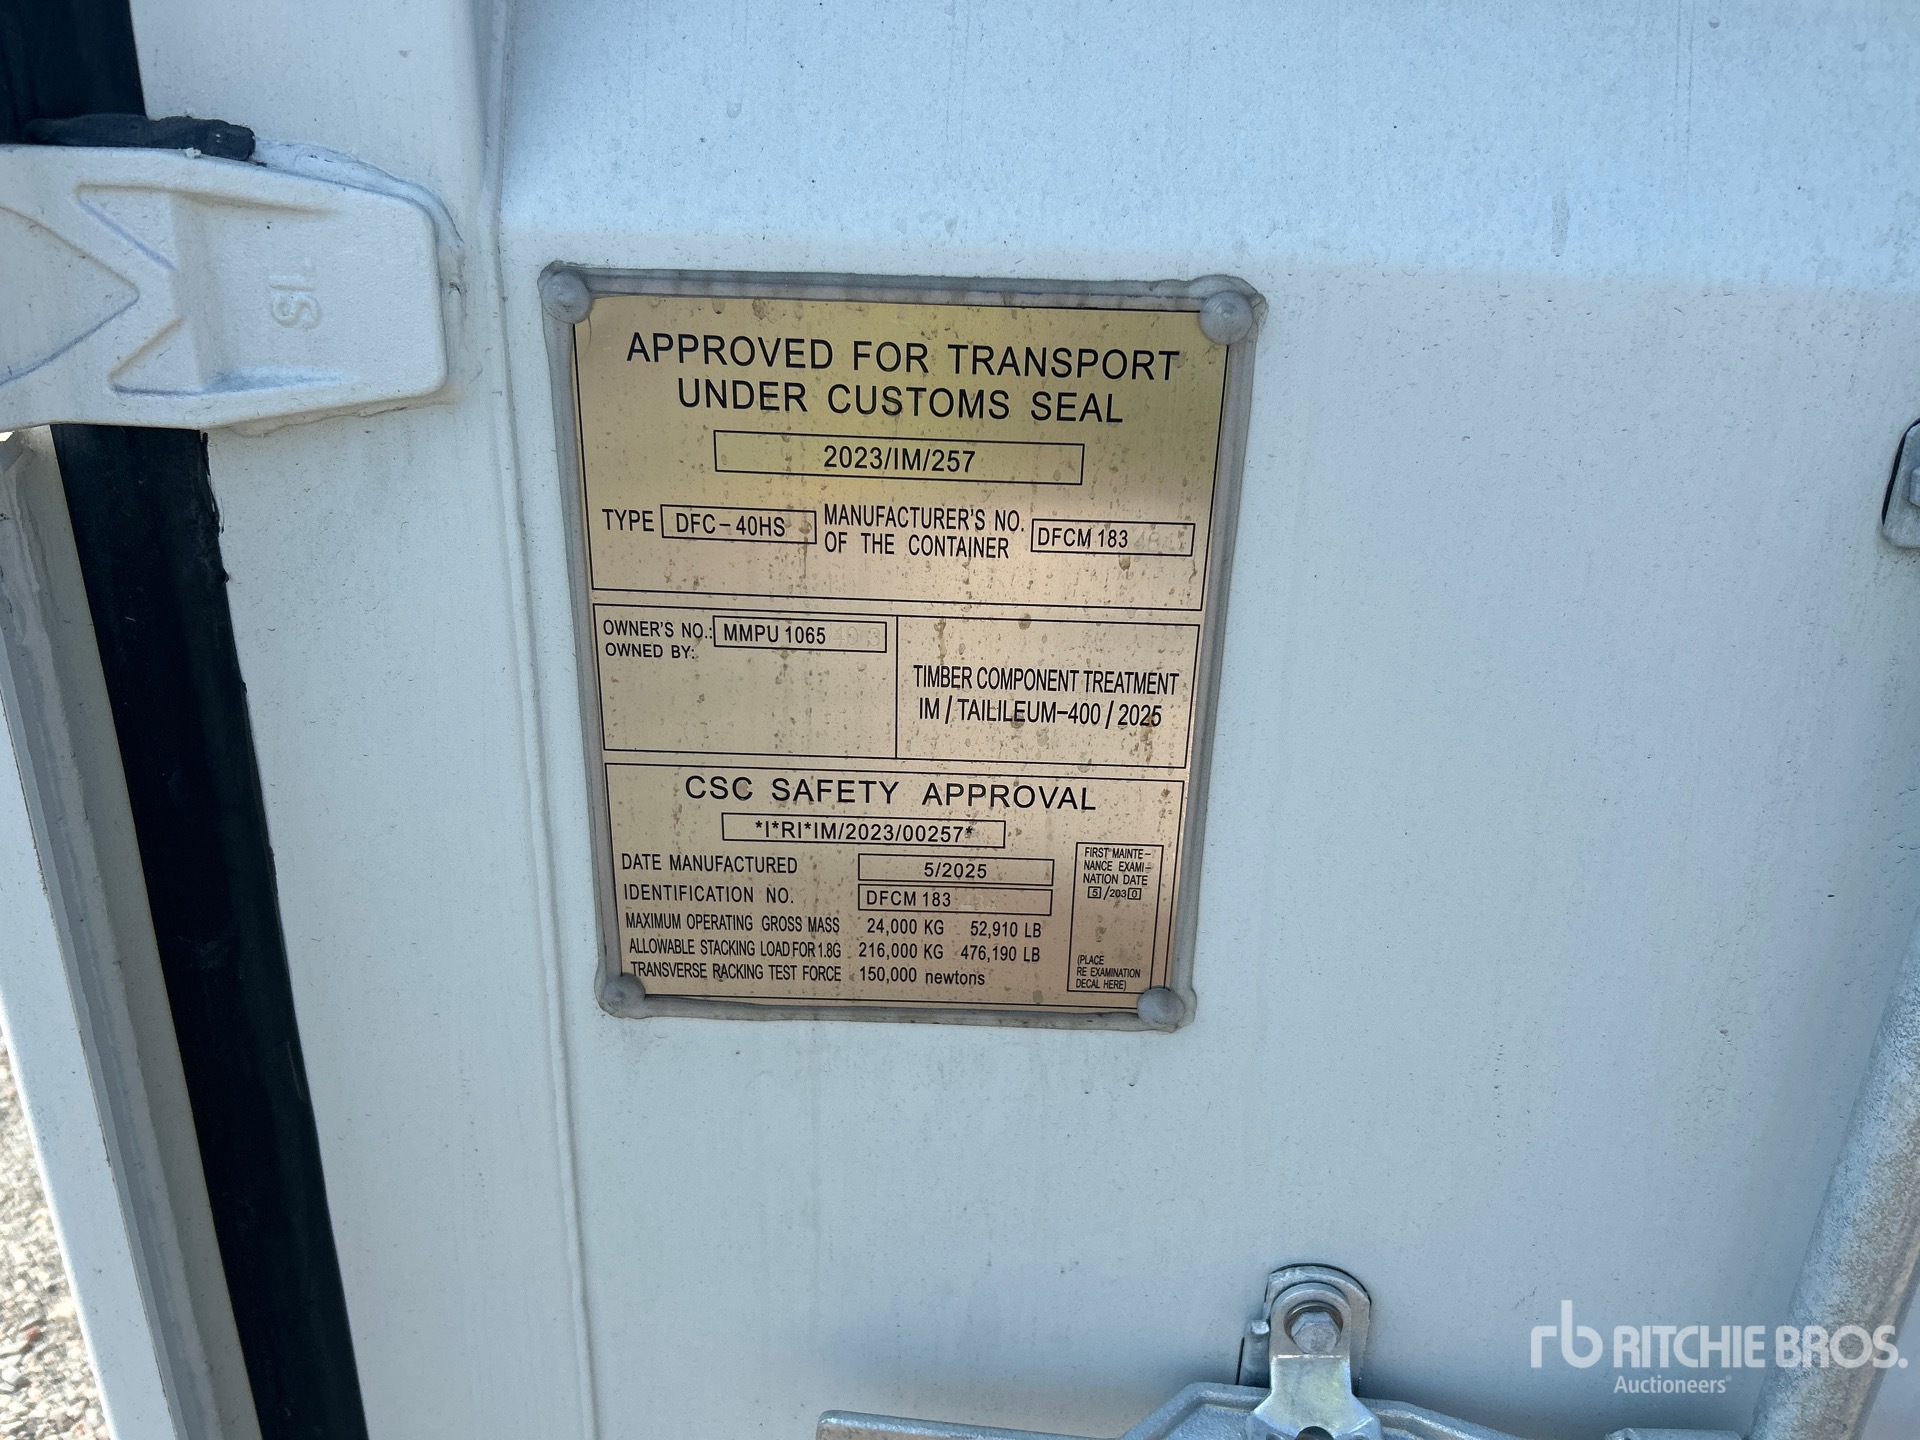 JSL
APPROVED FOR TRANSPORT
UNDER CUSTOMS SEAL
2023/IM/257
TYPE DFC-40HS MANUFACTURER'S NO. OF THE CONTAINER DFCM 183
OWNER'S NO.: MMPU 1065
OWNED BY:
TIMBER COMPONENT TREATMENT
IM / TAILILEUM-400 / 2025
CSC SAFETY APPROVAL
*I*RI*IM/2023/00257*
DATE MANUFACTURED 5/2025
IDENTIFICATION NO. DFCM 183
MAXIMUM OPERATING GROSS MASS 24,000 KG 52,910 LB
ALLOWABLE STACKING LOAD FOR 1.8G 216,000 KG 476,190 LB
TRANSVERSE RACKING TEST FORCE 150,000 newtons
FIRST MAINTE-
NANCE EXAMI-
NATION DATE
5/2030
(PLACE
RE EXAMINATION
DECAL HERE)
rb RITCHIE BROS.
Auctioneers